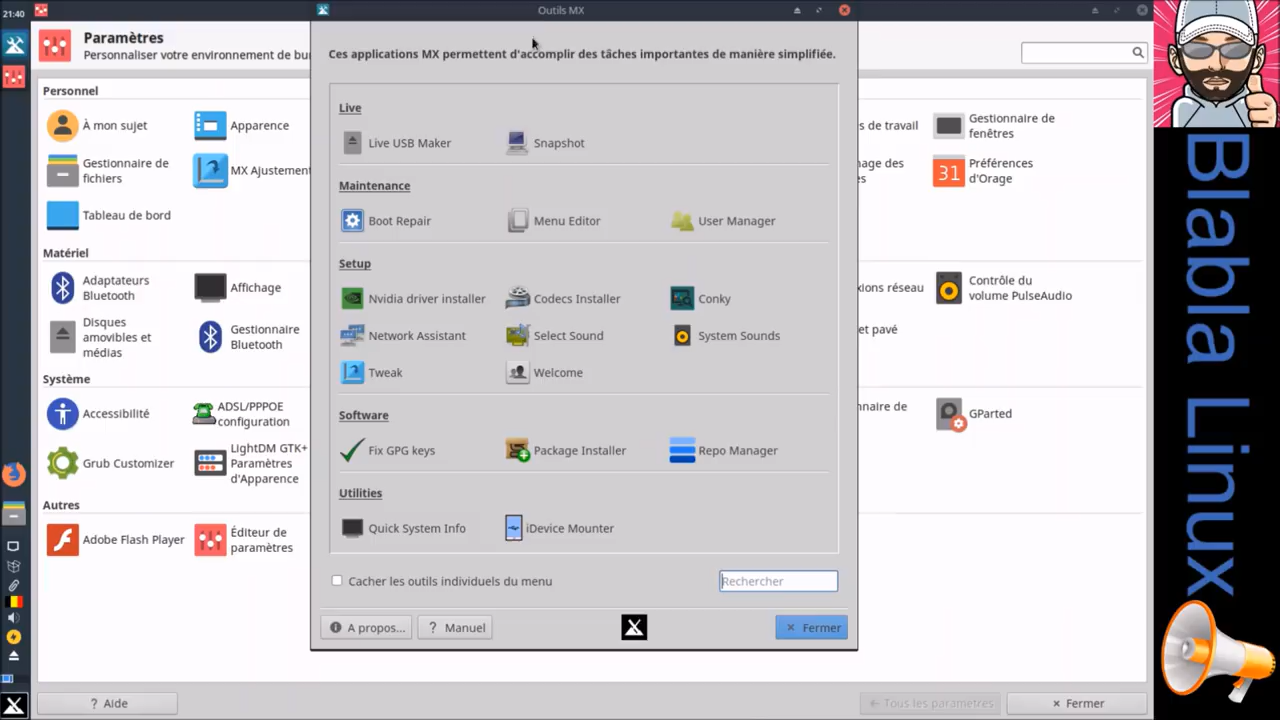 21:40
Outils MX
Paramètres
Personnaliser votre environnement de bu
Ces applications MX permettent d'accomplir des tâches importantes de manière simplifiée.
Personnel
À mon sujet
Apparence
s de travail
Gestionnaire de
fenêtres
Gestionnaire de
fichiers
MX Ajustement
nage des
es
31
Préférences
d'Orage
Tableau de bord
Matériel
Adaptateurs
Bluetooth
Affichage
xions réseau
Contrôle du
volume PulseAudio
Disques
amovibles et
médias
Gestionnaire
Bluetooth
et pavé
Système
Accessibilité
ADSL/PPPOE
configuration
nnaire de
GParted
Grub Customizer
LightDM GTK+
Paramètres
d'Apparence
Autres
Adobe Flash Player
Éditeur de
paramètres
Live
Live USB Maker
Snapshot
Maintenance
Boot Repair
Menu Editor
User Manager
Setup
Nvidia driver installer
Codecs Installer
Conky
Network Assistant
Select Sound
System Sounds
Tweak
Welcome
Software
Fix GPG keys
Package Installer
Repo Manager
Utilities
Quick System Info
iDevice Mounter
Cacher les outils individuels du menu
Rechercher
A propos...
? Manuel
Fermer
? Aide
Tous les paramètres
Fermer
Blabla Linux